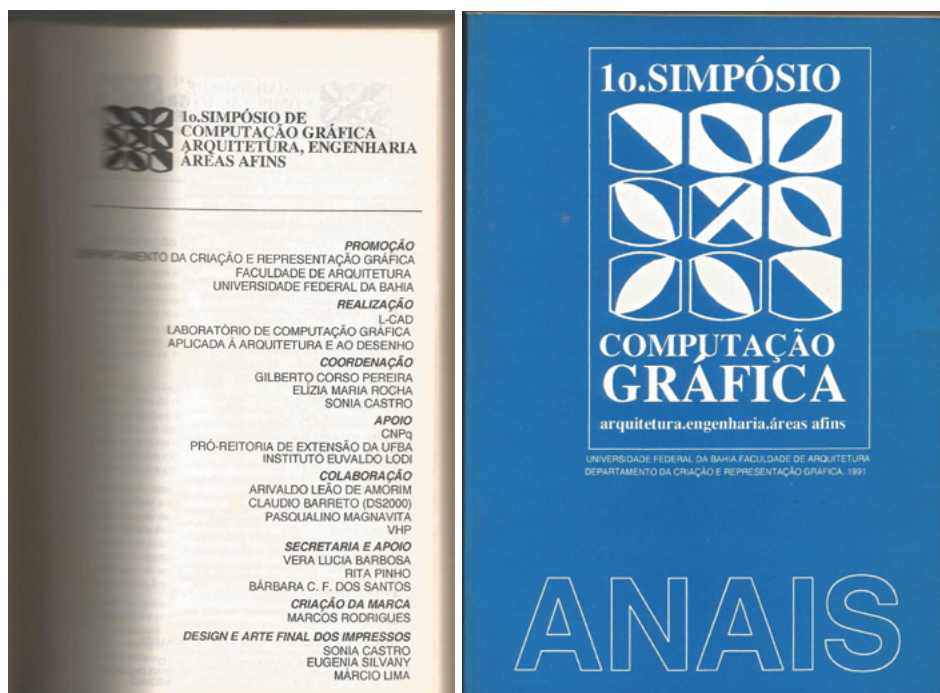 1o.SIMPÓSIO DE
COMPUTAÇÃO GRÁFICA
ARQUITETURA, ENGENHARIA
ÁREAS AFINS
PROMOÇÃO
DEPARTAMENTO DA CRIAÇÃO E REPRESENTAÇÃO GRÁFICA
FACULDADE DE ARQUITETURA
UNIVERSIDADE FEDERAL DA BAHIA
REALIZAÇÃO
L-CAD
LABORATÓRIO DE COMPUTAÇÃO GRÁFICA
APLICADA À ARQUITETURA E AO DESENHO
COORDENAÇÃO
GILBERTO CORSO PEREIRA
ELÍZIA MARIA ROCHA
SONIA CASTRO
APOIO
CNPq
PRÓ-REITORIA DE EXTENSÃO DA UFBA
INSTITUTO EUVALDO LODI
COLABORAÇÃO
ARIVALDO LEÃO DE AMORIM
CLAUDIO BARRETO (DS2000)
PASQUALINO MAGNAVITA
VHP
SECRETARIA E APOIO
VERA LUCIA BARBOSA
RITA PINHO
BÁRBARA C. F. DOS SANTOS
CRIAÇÃO DA MARCA
MARCOS RODRIGUES
DESIGN E ARTE FINAL DOS IMPRESSOS
SONIA CASTRO
EUGENIA SILVANY
MÁRCIO LIMA
1o.SIMPÓSIO
COMPUTAÇÃO
GRÁFICA
arquitetura.engenharia.áreas afins
UNIVERSIDADE FEDERAL DA BAHIA.FACULDADE DE ARQUITETURA
DEPARTAMENTO DA CRIAÇÃO E REPRESENTAÇÃO GRÁFICA. 1991
ANAIS